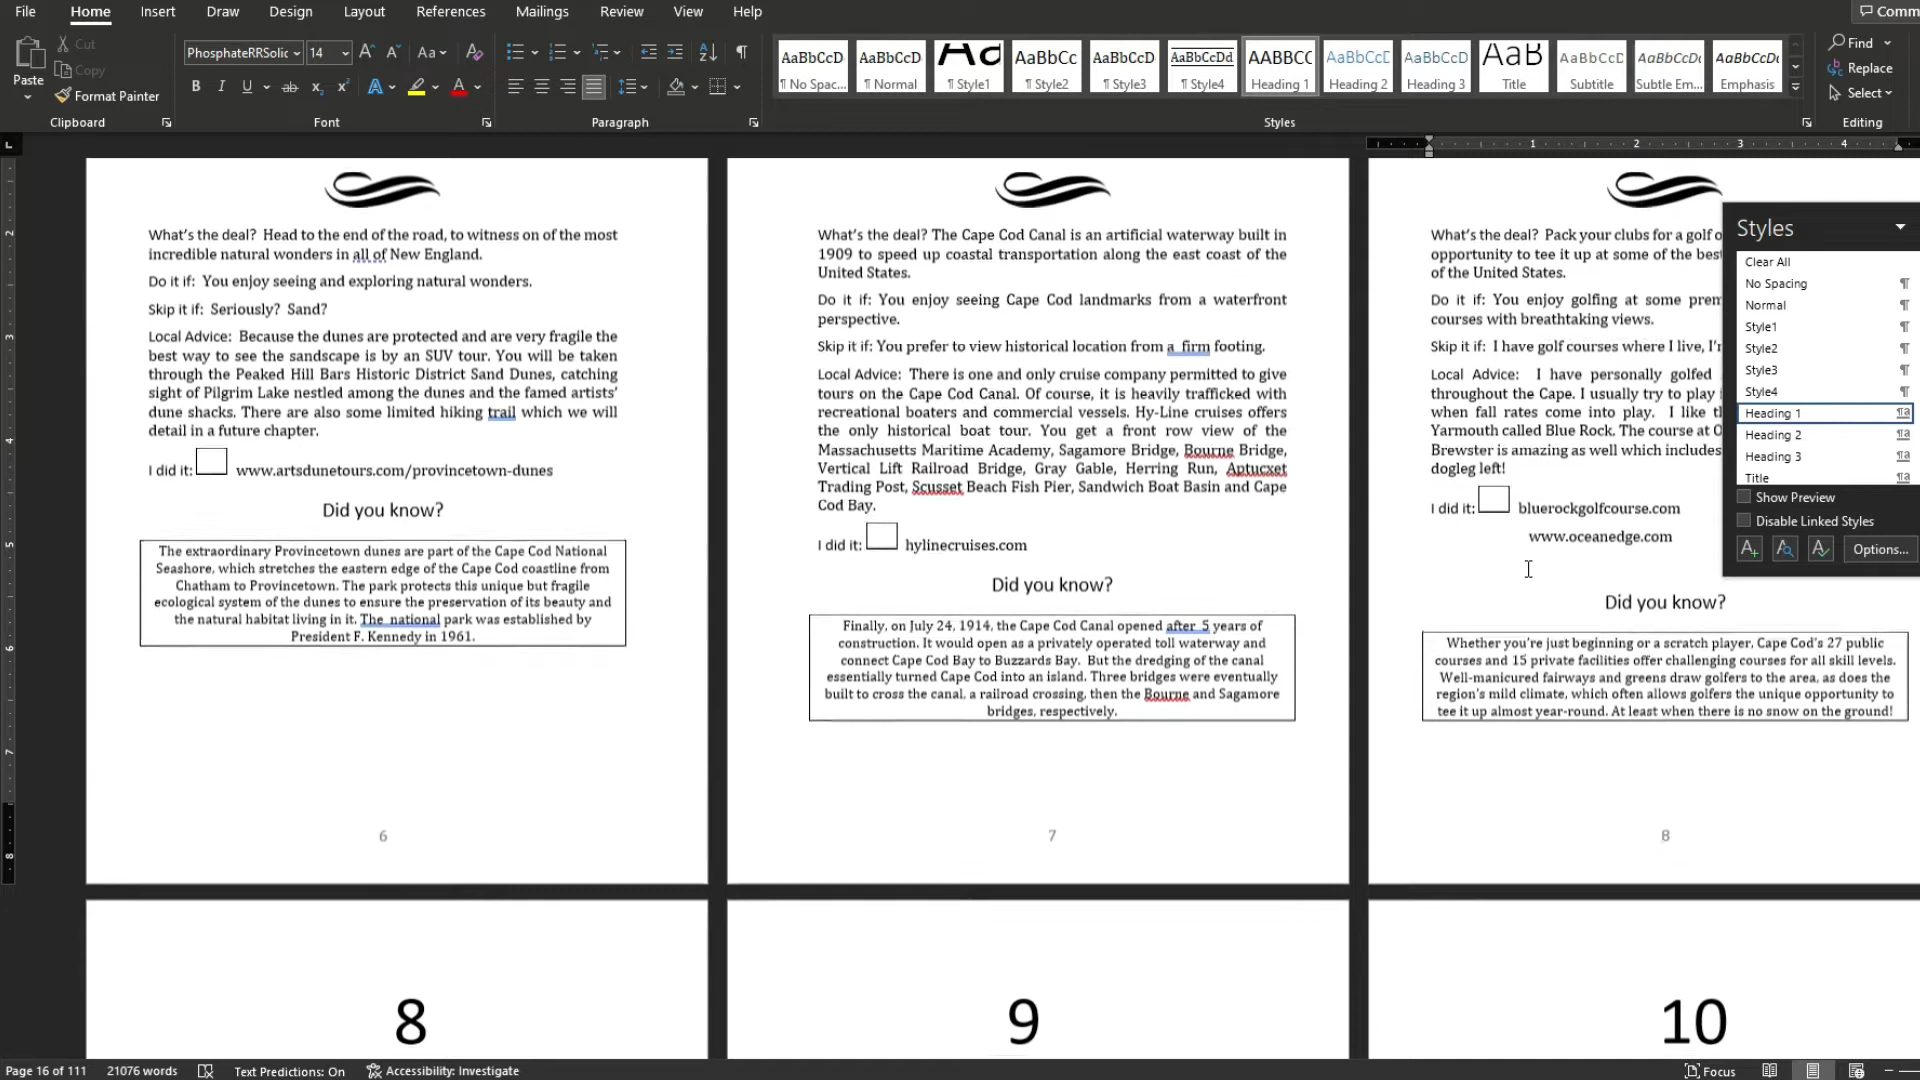 File Home Insert Draw Design Layout References Mailings Review View Help
Paste
Cut
Copy
Format Painter
Clipboard
PhosphateRRSolic 14
Font
Paragraph
AaBbCcD AaBbCcD AaBbCc AaBbCcD AaBbCcDd AABBCC AaBbCcD AaBbCcD AaB AaBbCcD
¶ No Spac... ¶ Normal ¶ Style1 ¶ Style2 ¶ Style3 ¶ Style4 Heading 1 Heading 2 Heading 3 Title Subtitle Subtle Em... Emphasis
Styles
Comm
Find
Replace
Select
Editing
1 2 3 4
2
3
4
5
6
7
8
What's the deal? Head to the end of the road, to witness on of the most
incredible natural wonders in all of New England.
Do it if: You enjoy seeing and exploring natural wonders.
Skip it if: Seriously? Sand?
Local Advice: Because the dunes are protected and are very fragile the
best way to see the sandscape is by an SUV tour. You will be taken
through the Peaked Hill Bars Historic District Sand Dunes, catching
sight of Pilgrim Lake nestled among the dunes and the famed artists'
dune shacks. There are also some limited hiking trail which we will
detail in a future chapter.
I did it: www.artsdunetours.com/provincetown-dunes
Did you know?
The extraordinary Provincetown dunes are part of the Cape Cod National
Seashore, which stretches the eastern edge of the Cape Cod coastline from
Chatham to Provincetown. The park protects this unique but fragile
ecological system of the dunes to ensure the preservation of its beauty and
the natural habitat living in it. The national park was established by
President F. Kennedy in 1961.
6
What's the deal? The Cape Cod Canal is an artificial waterway built in
1909 to speed up coastal transportation along the east coast of the
United States.
Do it if: You enjoy seeing Cape Cod landmarks from a waterfront
perspective.
Skip it if: You prefer to view historical location from a firm footing.
Local Advice: There is one and only cruise company permitted to give
tours on the Cape Cod Canal. Of course, it is heavily trafficked with
recreational boaters and commercial vessels. Hy-Line cruises offers
the only historical boat tour. You get a front row view of the
Massachusetts Maritime Academy, Sagamore Bridge, Bourne Bridge,
Vertical Lift Railroad Bridge, Gray Gable, Herring Run, Aptucxet
Trading Post, Scusset Beach Fish Pier, Sandwich Boat Basin and Cape
Cod Bay.
I did it: hylinecruises.com
Did you know?
Finally, on July 24, 1914, the Cape Cod Canal opened after 5 years of
construction. It would open as a privately operated toll waterway and
connect Cape Cod Bay to Buzzards Bay. But the dredging of the canal
essentially turned Cape Cod into an island. Three bridges were eventually
built to cross the canal, a railroad crossing, then the Bourne and Sagamore
bridges, respectively.
7
What's the deal? Pack your clubs for a golf o
opportunity to tee it up at some of the best
of the United States.
Do it if: You enjoy golfing at some prem
courses with breathtaking views.
Skip it if: I have golf courses where I live, I'r
Local Advice: I have personally golfed
throughout the Cape. I usually try to play
when fall rates come into play. I like th
Yarmouth called Blue Rock. The course at O
Brewster is amazing as well which includes
dogleg left!
I did it: bluerockgolfcourse.com
www.oceanedge.com
Did you know?
Whether you're just beginning or a scratch player, Cape Cod's 27 public
courses and 15 private facilities offer challenging courses for all skill levels.
Well-manicured fairways and greens draw golfers to the area, as does the
region's mild climate, which often allows golfers the unique opportunity to
tee it up almost year-round. At least when there is no snow on the ground!
8
Styles
Clear All
No Spacing
Normal
Style1
Style2
Style3
Style4
Heading 1
Heading 2
Heading 3
Title
Show Preview
Disable Linked Styles
Options...
8
9
10
Page 16 of 111 21076 words Text Predictions: On Accessibility: Investigate Focus